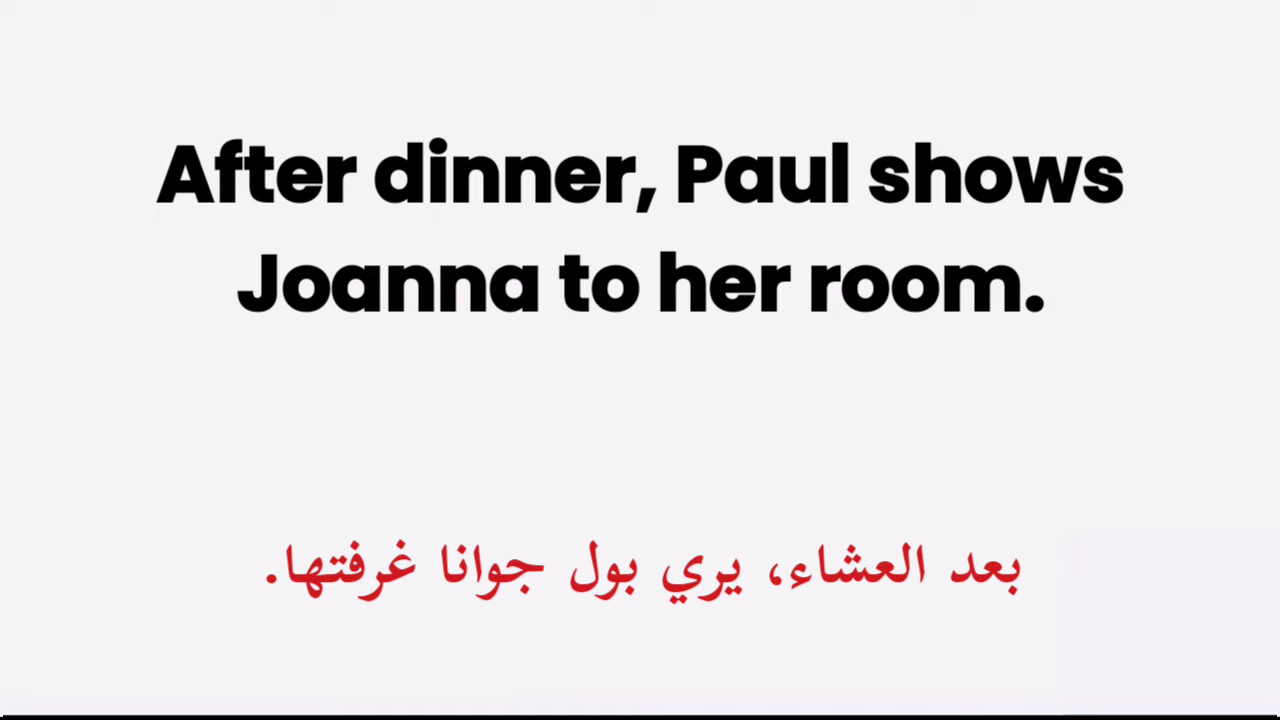 After dinner, Paul shows
Joanna to her room.
بعد العشاء، يري بول جوانا غرفتها.